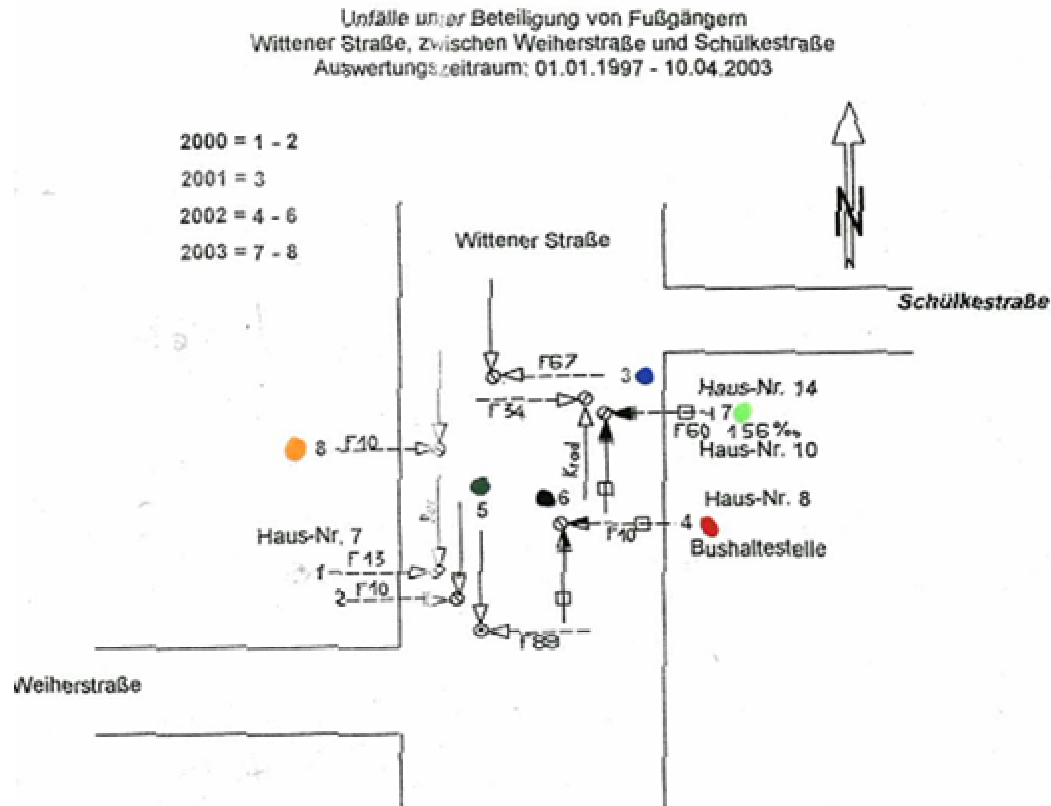 Unfälle unter Beteiligung von Fußgängern
Wittener Straße, zwischen Weiherstraße und Schülkestraße
Auswertungszeitraum: 01.01.1997 - 10.04.2003
2000 = 1 - 2
2001 = 3
2002 = 4 - 6
2003 = 7 - 8
N
Wittener Straße
Schülkestraße
F67
3
F34
Haus-Nr. 14
7
F60 156‰
8 F10
Krad
Haus-Nr. 10
5
6
Haus-Nr. 8
Haus-Nr. 7
F10
4
Bushaltestelle
1 F13
2 F10
F89
Weiherstraße